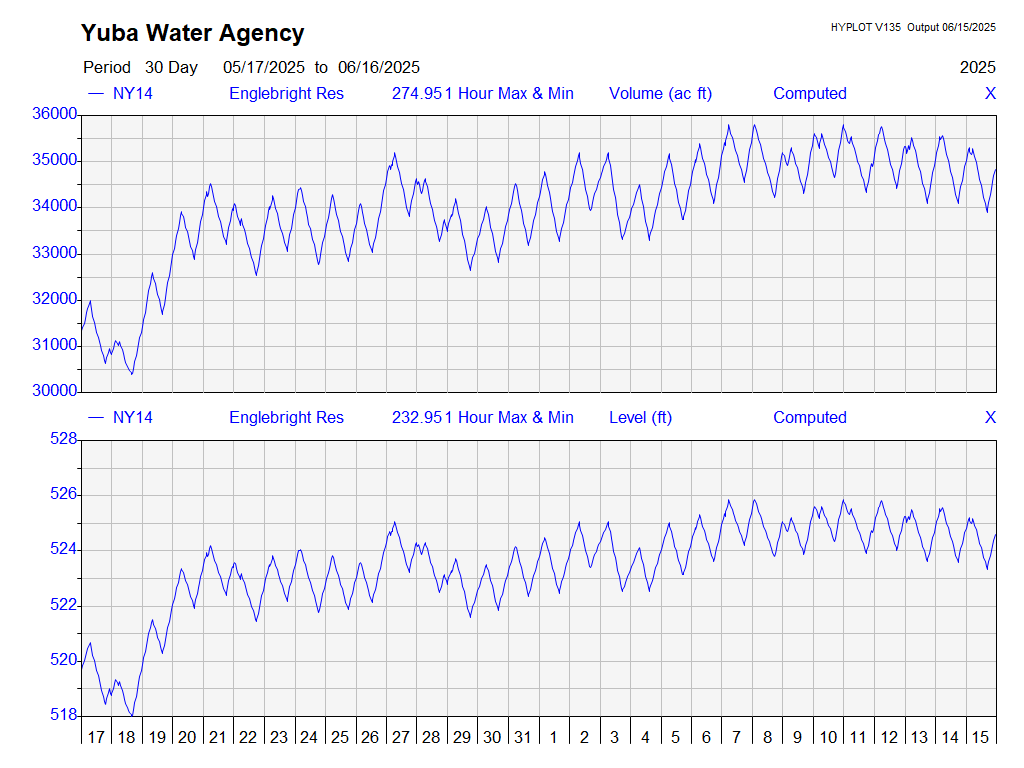 Yuba Water Agency
HYPLOT V135 Output 06/15/2025
Period 30 Day 05/17/2025 to 06/16/2025 2025
— NY14 Englebright Res 274.951 Hour Max & Min Volume (ac ft) Computed X
36000
35000
34000
33000
32000
31000
30000
— NY14 Englebright Res 232.951 Hour Max & Min Level (ft) Computed X
528
526
524
522
520
518
17 18 19 20 21 22 23 24 25 26 27 28 29 30 31 1 2 3 4 5 6 7 8 9 10 11 12 13 14 15